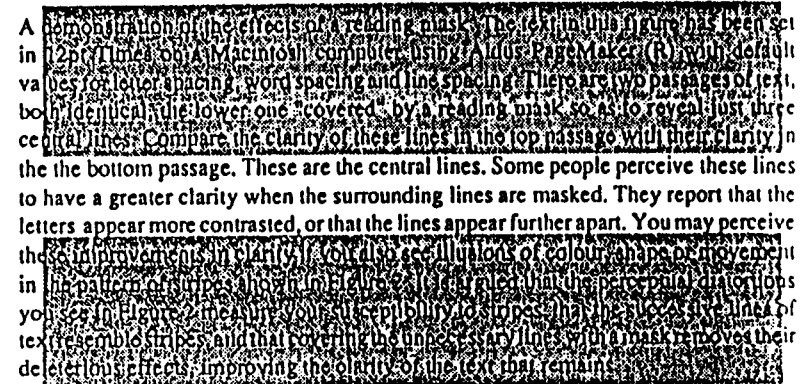 A demonstration of the effects of a reading mask. The text in this figure has been set
in 12pt Times on a Macintosh computer using Aldus PageMaker (R) with default
values for letter spacing, word spacing and line spacing. There are two passages of text,
both identical, the lower one "covered" by a reading mask so as to reveal just three
central lines. Compare the clarity of these lines in the top passage with their clarity in
the the bottom passage. These are the central lines. Some people perceive these lines
to have a greater clarity when the surrounding lines are masked. They report that the
letters appear more contrasted, or that the lines appear further apart. You may perceive
these improvements in clarity if you also see illusions of colour, shape or movement
in the pattern of stripes shown in Figure 2. It is argued that the perceptual distortions
you see in Figure 2 measure your susceptibility to stripes, that the successive lines of
text resemble stripes, and that covering the unnecessary lines with a mask removes their
deleterious effects, improving the clarity of the text that remains.